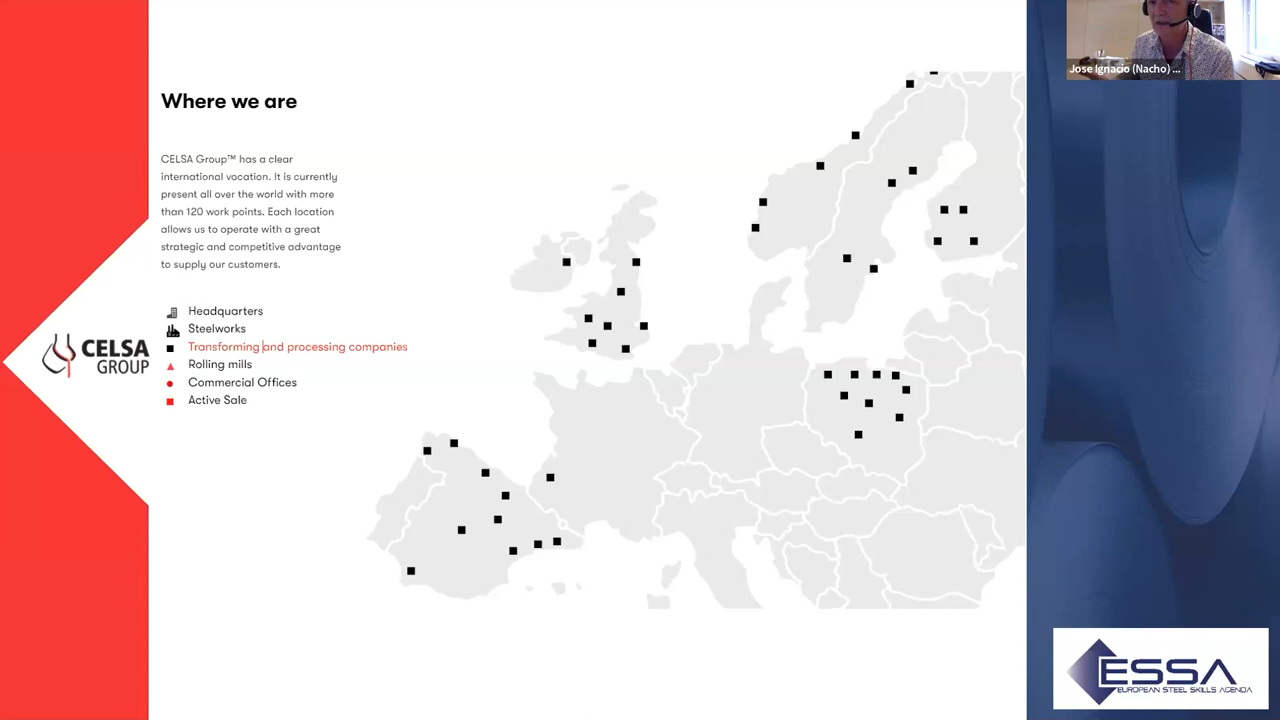 Jose Ignacio (Nacho) ...
Where we are
CELSA Group™ has a clear
international vocation. It is currently
present all over the world with more
than 120 work points. Each location
allows us to operate with a great
strategic and competitive advantage
to supply our customers.
Headquarters
Steelworks
Transforming and processing companies
Rolling mills
Commercial Offices
Active Sale
CELSA
GROUP
ESSA
EUROPEAN STEEL SKILLS AGENDA